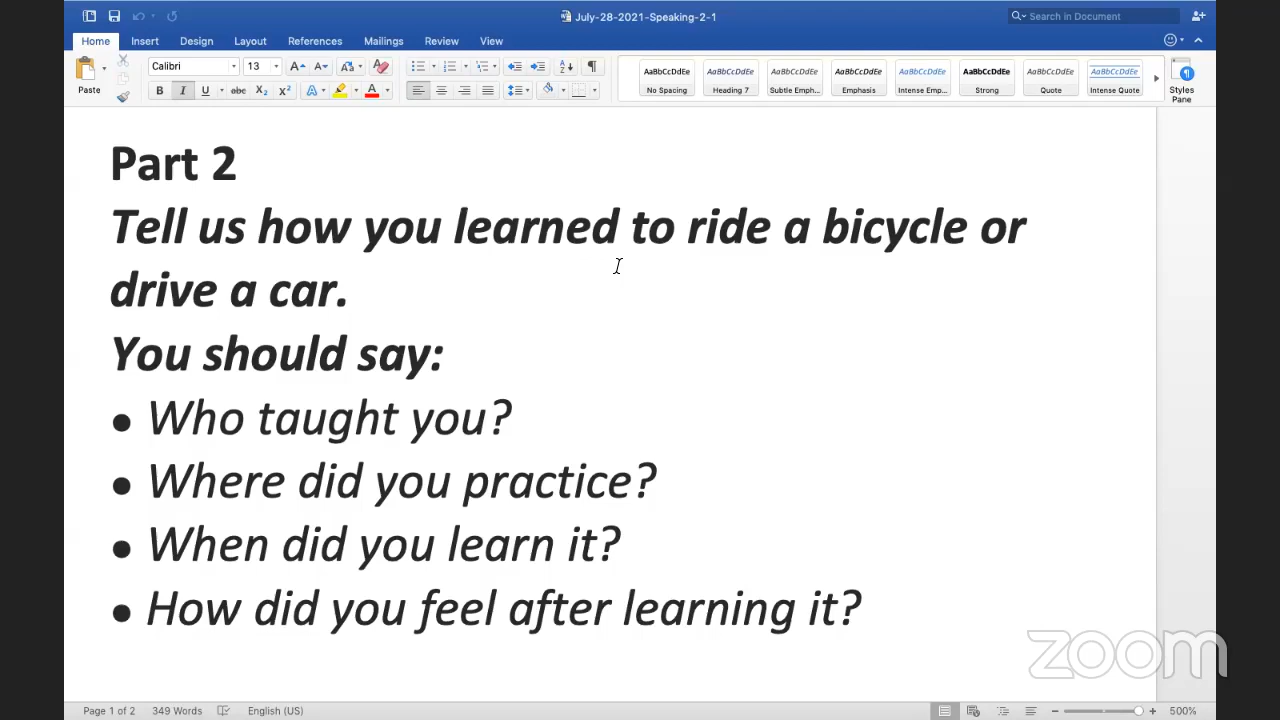 July-28-2021-Speaking-2-1
Search in Document
Home Insert Design Layout References Mailings Review View
Paste
Calibri 13
AaBbCcDdEe AaBbCcDdEe AaBbCcDdEe AaBbCcDdEe AaBbCcDdEe AaBbCcDdEe AaBbCcDdEe AaBbCcDdEe
No Spacing Heading 7 Subtle Emph... Emphasis Intense Emp... Strong Quote Intense Quote
Styles
Pane
B I U abc X₂ X² A A
Part 2
Tell us how you learned to ride a bicycle or
drive a car.
You should say:
● Who taught you?
● Where did you practice?
● When did you learn it?
● How did you feel after learning it?
zoom
Page 1 of 2 349 Words English (US) 500%